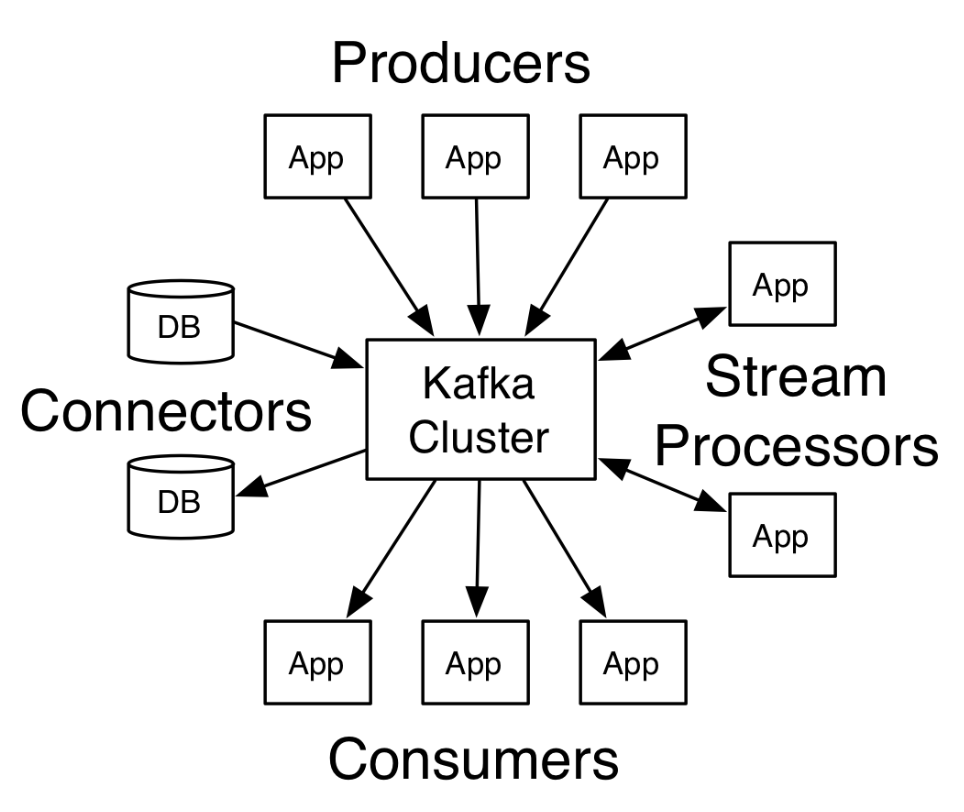 Producers
App
App
App
App
DB
Kafka
Cluster
Stream
Processors
Connectors
DB
App
App
App
App
Consumers